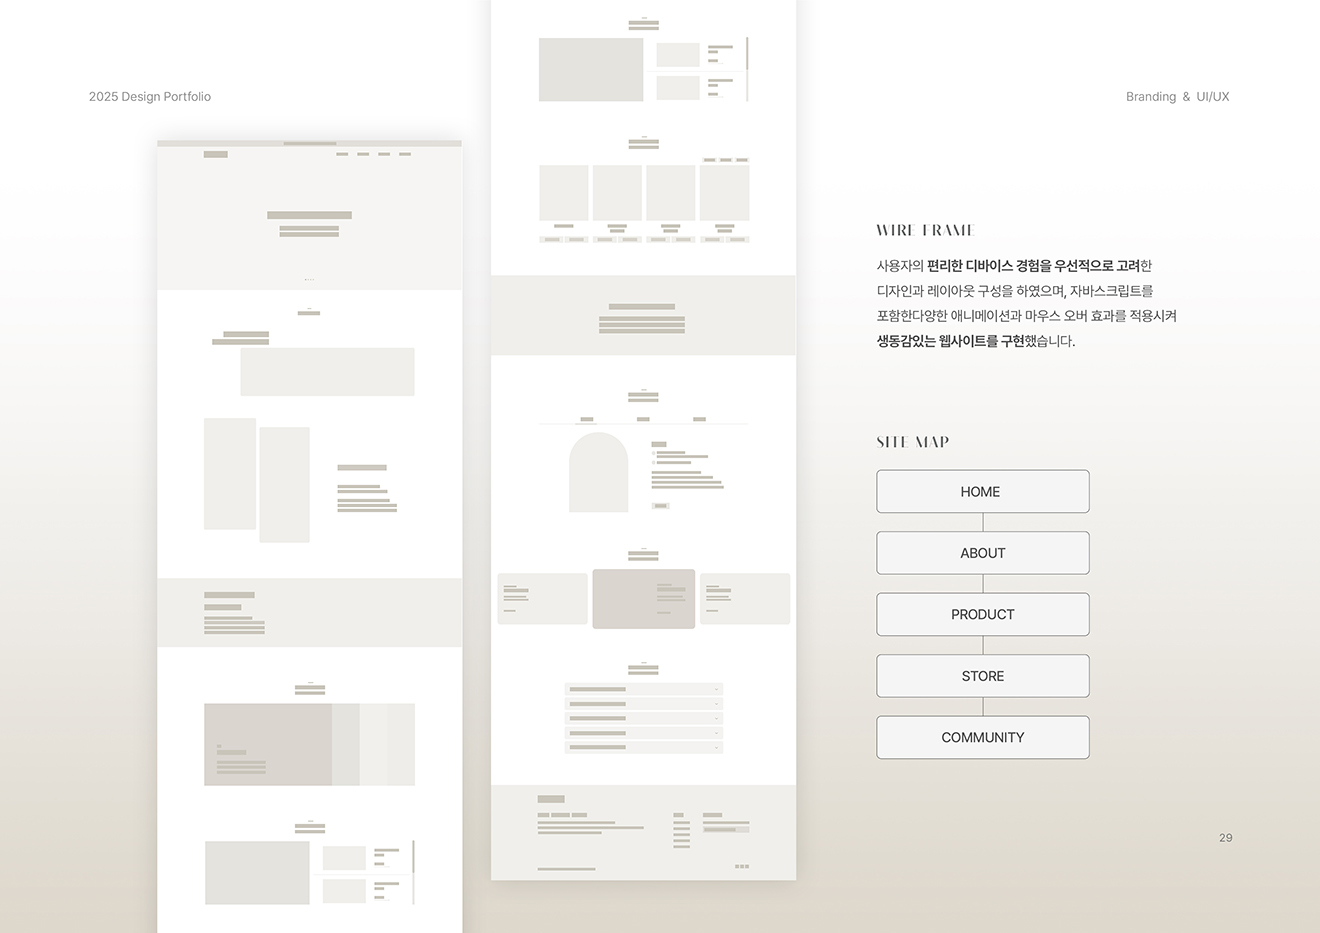 2025 Design Portfolio
Branding & UI/UX
WIRE FRAME
사용자의 편리한 디바이스 경험을 우선적으로 고려한
디자인과 레이아웃 구성을 하였으며, 자바스크립트를
포함한다양한 애니메이션과 마우스 오버 효과를 적용시켜
생동감있는 웹사이트를 구현했습니다.
SITE MAP
HOME
ABOUT
PRODUCT
STORE
COMMUNITY
29